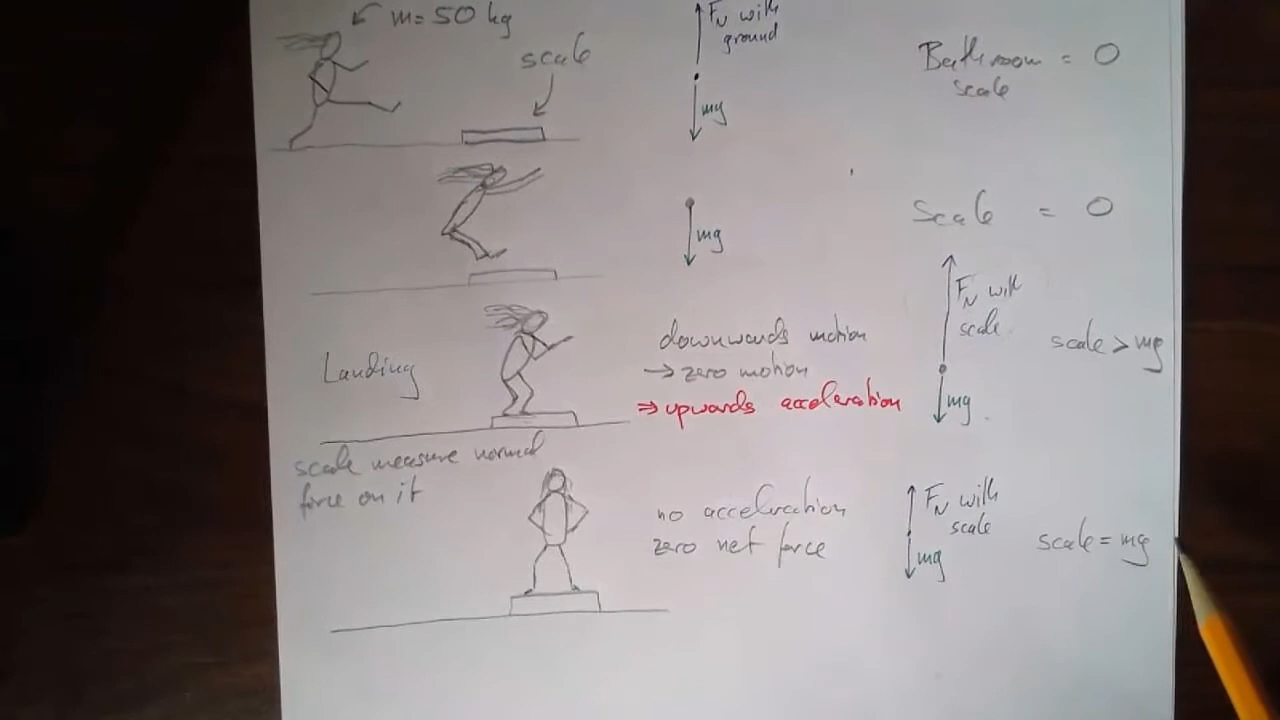 m = 50 kg
scale
F_N with
ground
mg
Bathroom = 0
scale
mg
Scale = 0
Landing
downwards motion
→ zero motion
⇒ upwards acceleration
F_N with
scale
mg
scale > mg
scale measure normal
force on it
no acceleration
zero net force
F_N with
scale
mg
scale = mg